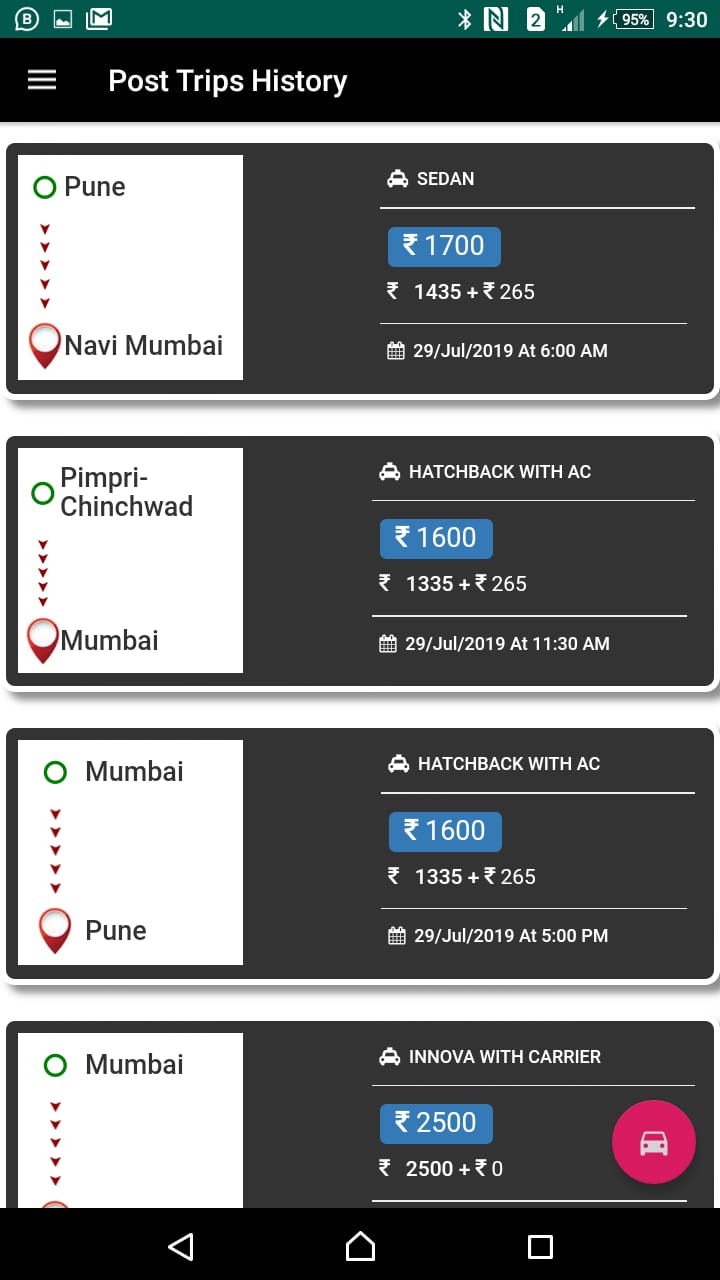 B 2 H 95% 9:30
Post Trips History
Pune
SEDAN
₹ 1700
₹ 1435 + ₹ 265
Navi Mumbai
29/Jul/2019 At 6:00 AM
Pimpri-
Chinchwad
HATCHBACK WITH AC
₹ 1600
₹ 1335 + ₹ 265
Mumbai
29/Jul/2019 At 11:30 AM
Mumbai
HATCHBACK WITH AC
₹ 1600
₹ 1335 + ₹ 265
Pune
29/Jul/2019 At 5:00 PM
Mumbai
INNOVA WITH CARRIER
₹ 2500
₹ 2500 + ₹ 0